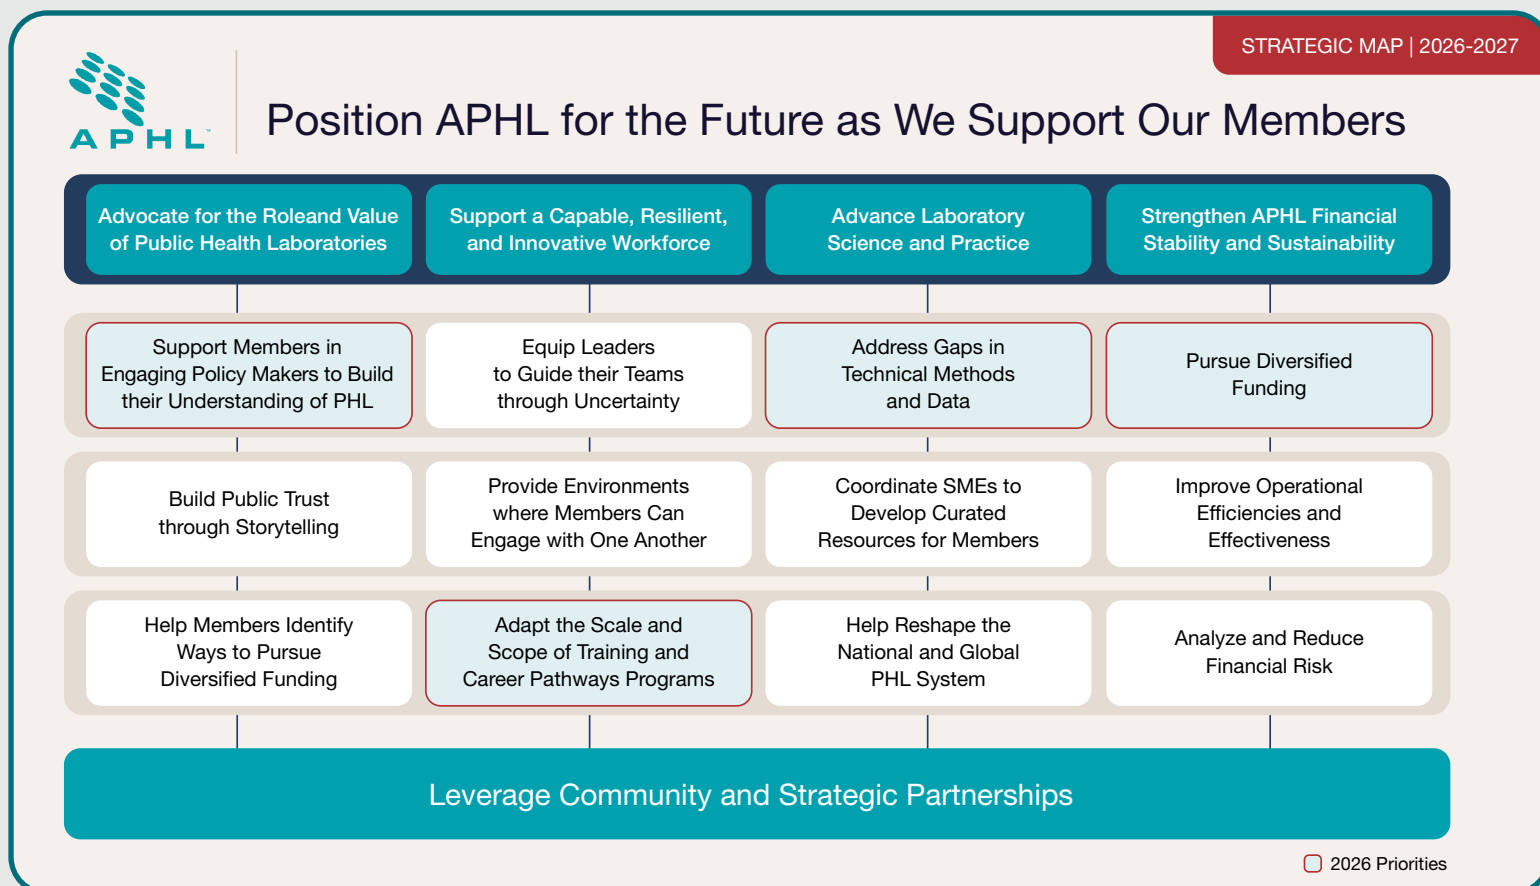 STRATEGIC MAP | 2026-2027
APHL™
Position APHL for the Future as We Support Our Members
Advocate for the Roleand Value
of Public Health Laboratories
Support a Capable, Resilient,
and Innovative Workforce
Advance Laboratory
Science and Practice
Strengthen APHL Financial
Stability and Sustainability
Support Members in
Engaging Policy Makers to Build
their Understanding of PHL
Equip Leaders
to Guide their Teams
through Uncertainty
Address Gaps in
Technical Methods
and Data
Pursue Diversified
Funding
Build Public Trust
through Storytelling
Provide Environments
where Members Can
Engage with One Another
Coordinate SMEs to
Develop Curated
Resources for Members
Improve Operational
Efficiencies and
Effectiveness
Help Members Identify
Ways to Pursue
Diversified Funding
Adapt the Scale and
Scope of Training and
Career Pathways Programs
Help Reshape the
National and Global
PHL System
Analyze and Reduce
Financial Risk
Leverage Community and Strategic Partnerships
2026 Priorities